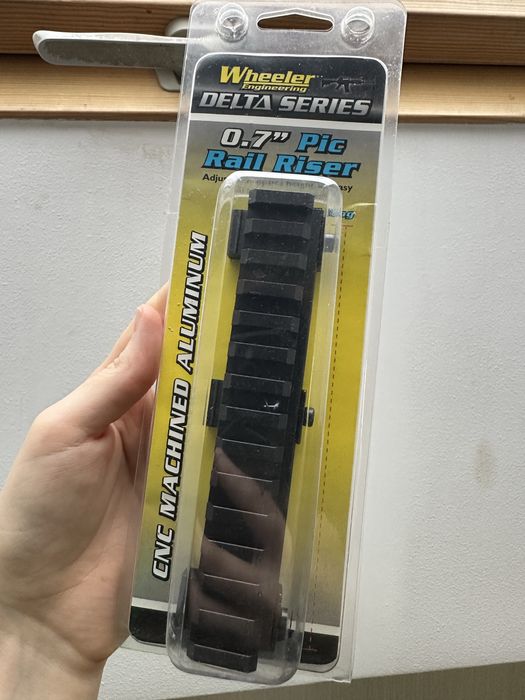 Wheeler
Engineering
DELTA SERIES
0.7" Pic
Rail Riser
CNC MACHINED ALUMINUM